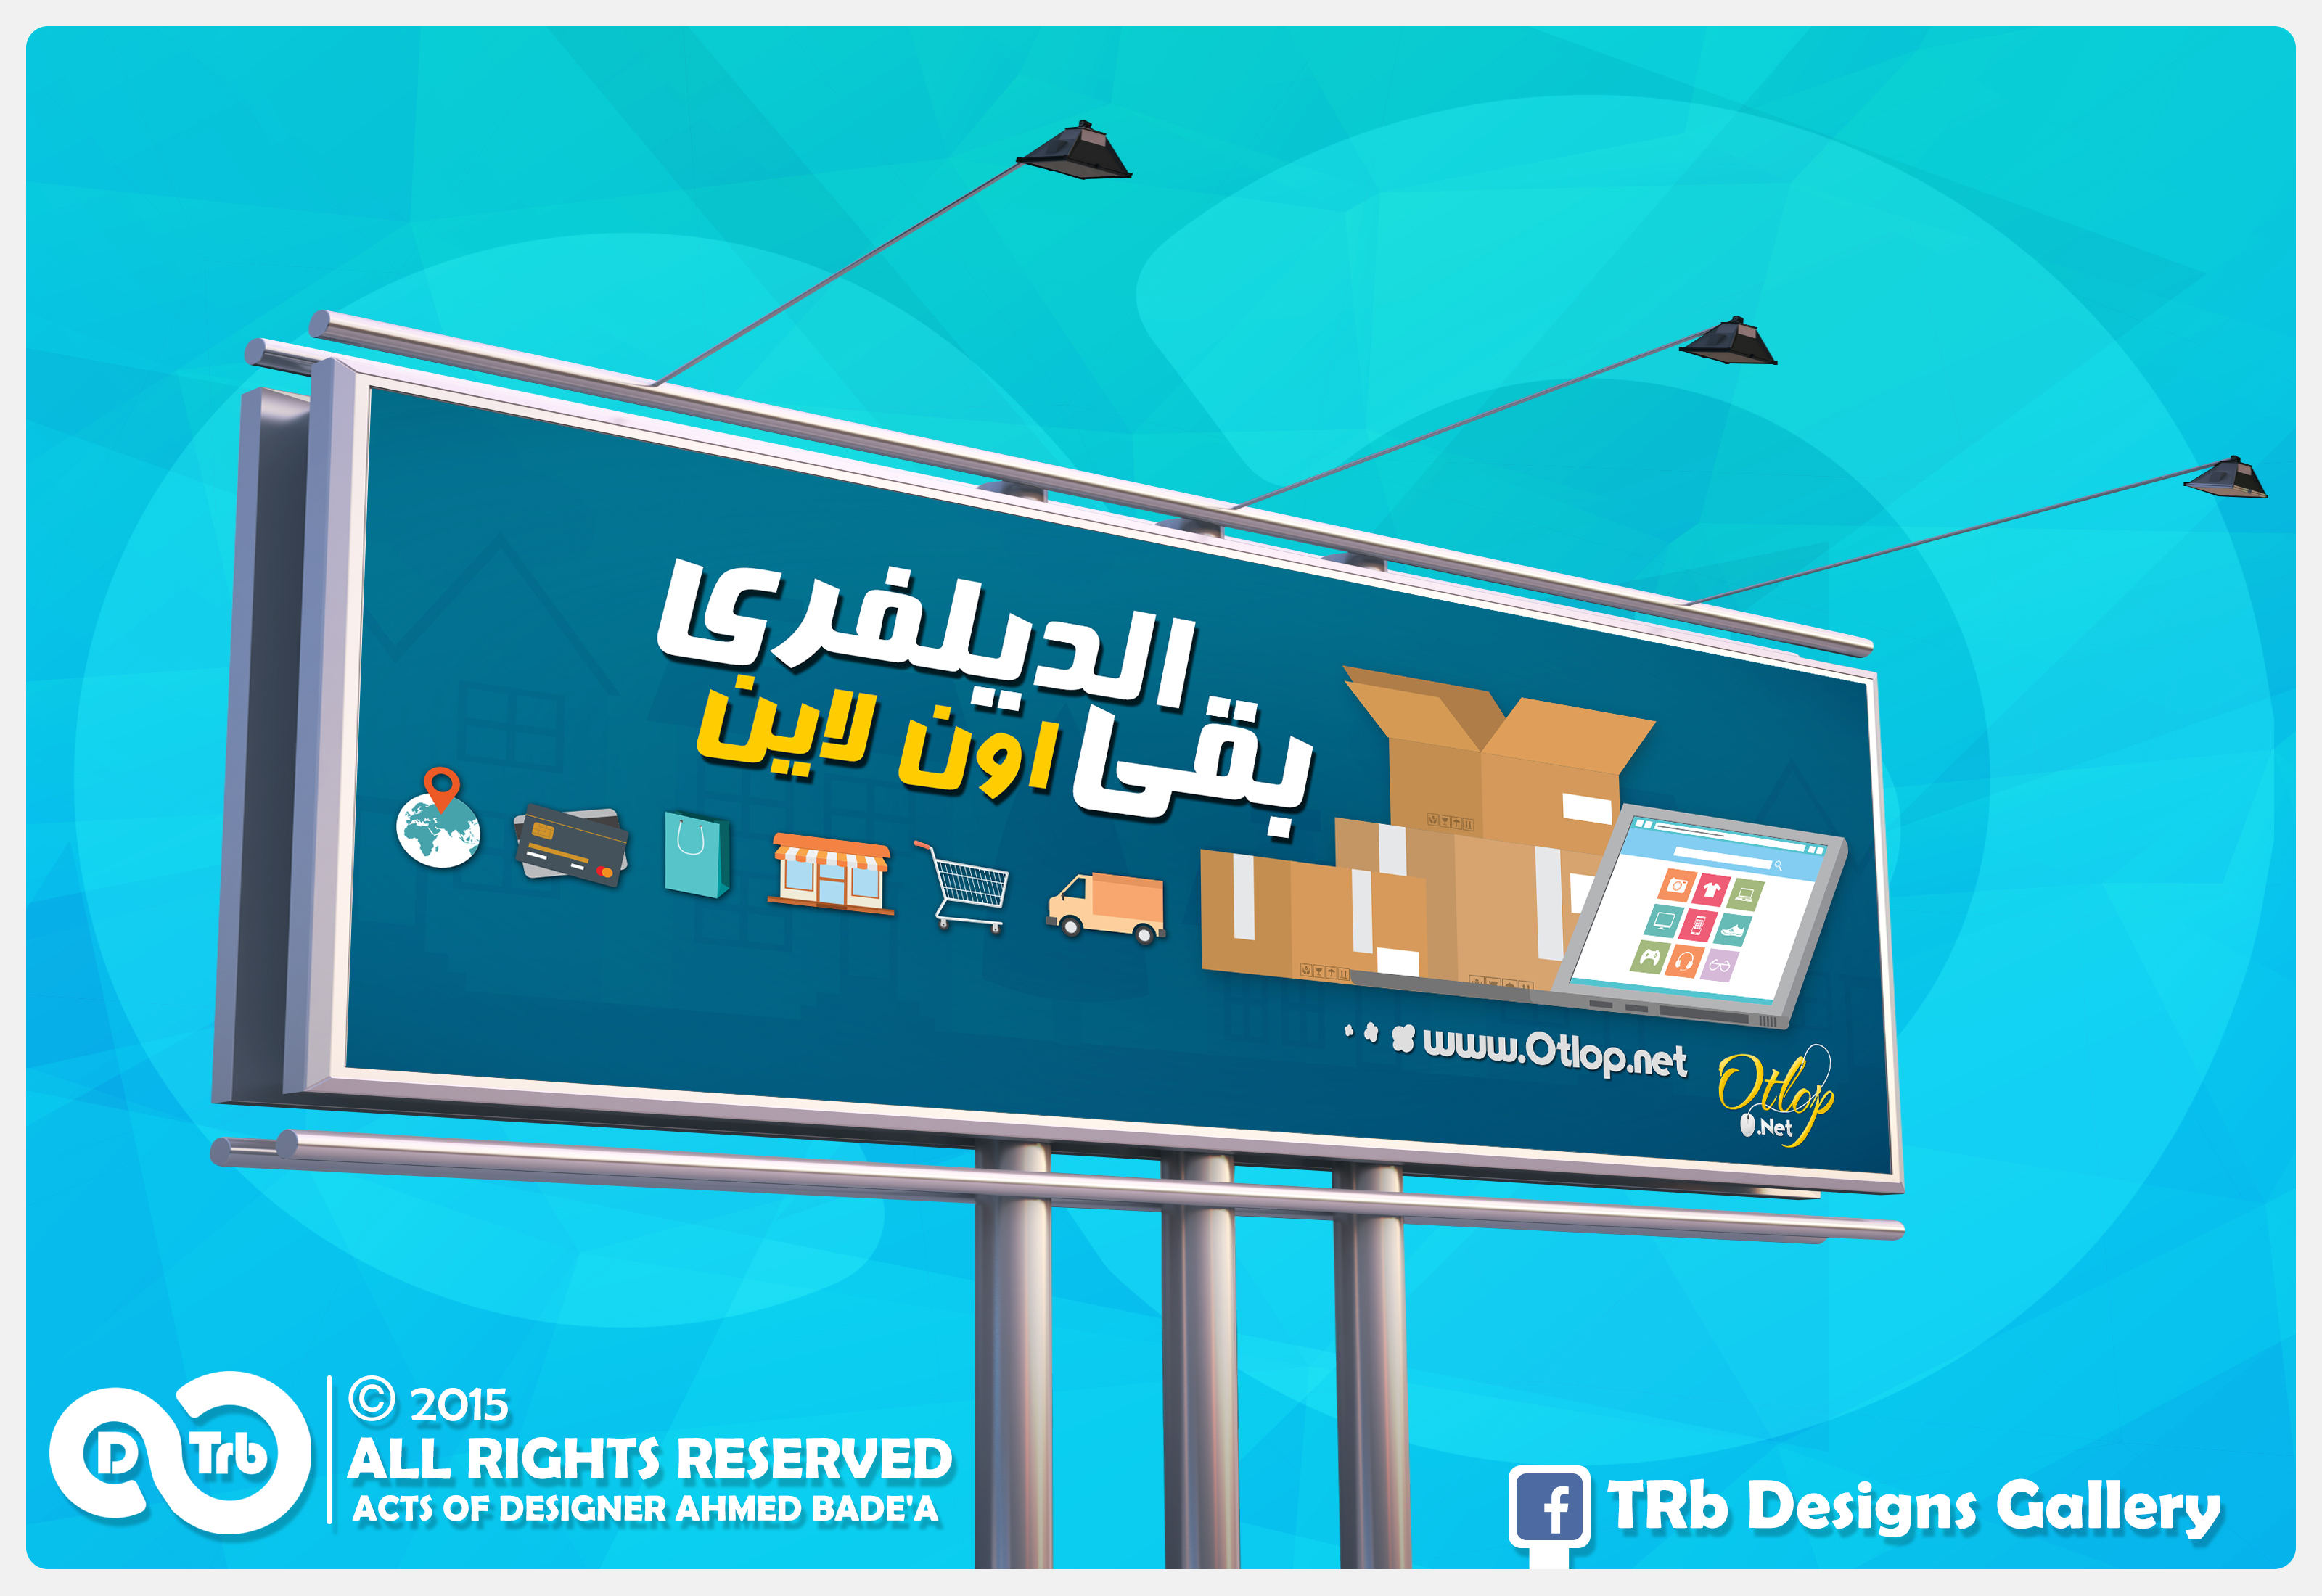 الديلفرى
بقى اون لاين
www.Otlop.net
Otlop
.Net
D Trb
© 2015
ALL RIGHTS RESERVED
ACTS OF DESIGNER AHMED BADE'A
f TRb Designs Gallery